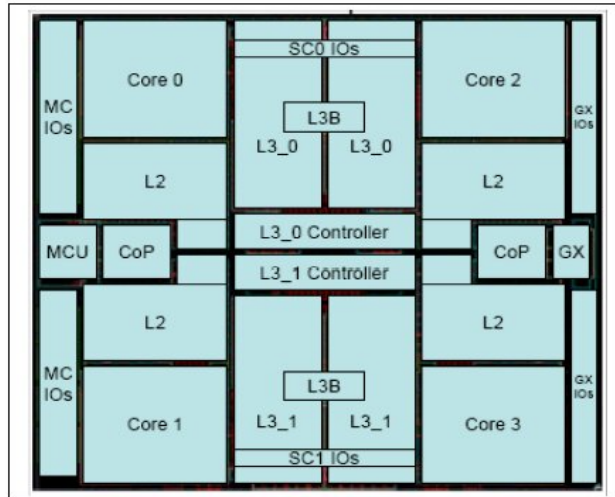 SC0 IOs
Core 0
Core 2
MC
IOs
GX
IOs
L3B
L3_0
L3_0
L2
L2
L3_0 Controller
MCU
CoP
CoP
GX
L3_1 Controller
L2
L2
MC
IOs
GX
IOs
L3B
L3_1
L3_1
Core 1
Core 3
SC1 IOs